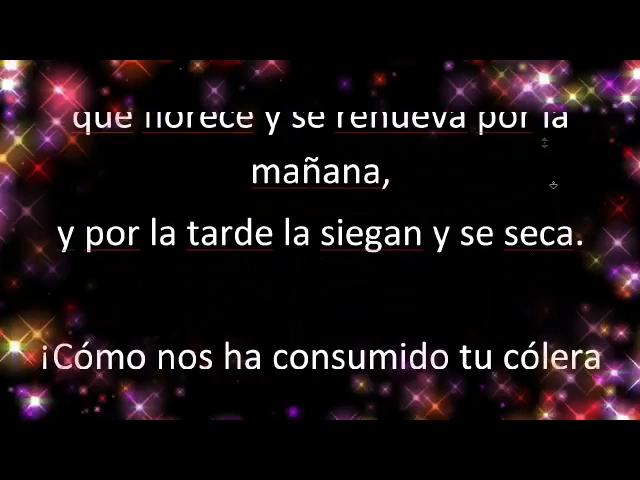 que florece y se renueva por la
mañana,
y por la tarde la siegan y se seca.
¡Cómo nos ha consumido tu cólera